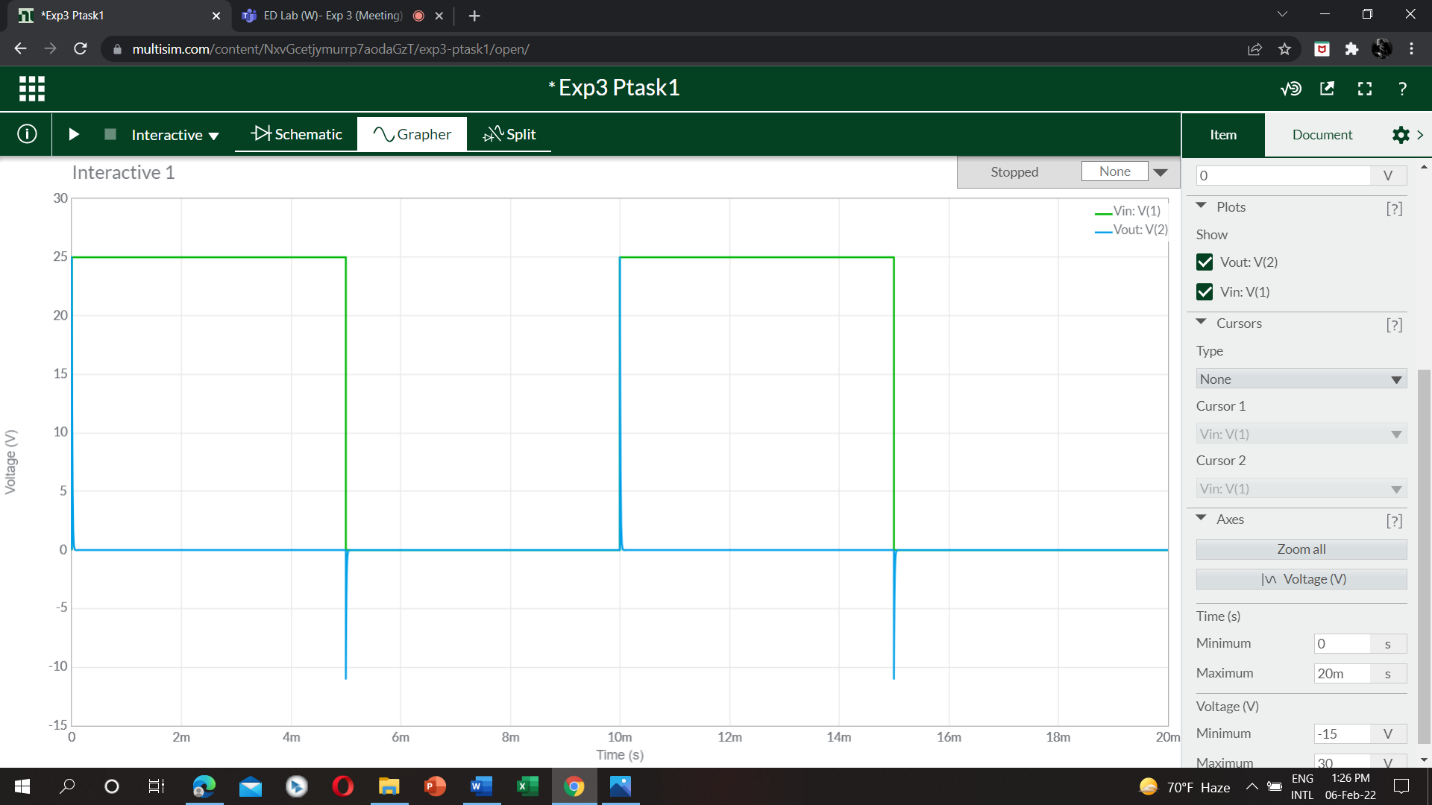 *Exp3 Ptask1
ED Lab (W)- Exp 3 (Meeting)
multisim.com/content/NxvGcetjymurrp7aodaGzT/exp3-ptask1/open/
*Exp3 Ptask1
?
Interactive
Schematic
Grapher
Split
Item
Document
Interactive 1
Stopped
None
Vin: V(1)
Vout: V(2)
30
25
20
15
10
5
0
-5
-10
-15
Voltage (V)
0
2m
4m
6m
8m
10m
12m
14m
16m
18m
20m
Time (s)
0 V
Plots [?]
Show
Vout: V(2)
Vin: V(1)
Cursors [?]
Type
None
Cursor 1
Vin: V(1)
Cursor 2
Vin: V(1)
Axes [?]
Zoom all
Voltage (V)
Time (s)
Minimum 0 s
Maximum 20m s
Voltage (V)
Minimum -15 V
Maximum 30 V
70°F Haze
ENG
INTL
1:26 PM
06-Feb-22